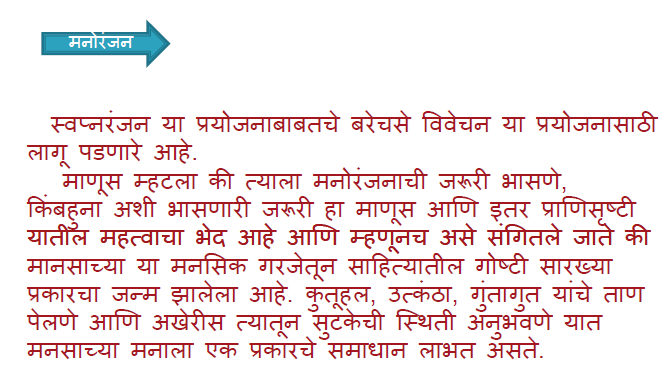 मनोरंजन
स्वप्नरंजन या प्रयोजनाबाबतचे बरेचसे विवेचन या प्रयोजनासाठी
लागू पडणारे आहे.
माणूस म्हटला की त्याला मनोरंजनाची जरूरी भासणे,
किंबहुना अशी भासणारी जरूरी हा माणूस आणि इतर प्राणिसृष्टी
यातील महत्वाचा भेद आहे आणि म्हणूनच असे संगितले जाते की
मानसाच्या या मनसिक गरजेतून साहित्यातील गोष्टी सारख्या
प्रकारचा जन्म झालेला आहे. कुतूहल, उत्कंठा, गुंतागुत यांचे ताण
पेलणे आणि अखेरीस त्यातून सुटकेची स्थिती अनुभवणे यात
मनसाच्या मनाला एक प्रकारचे समाधान लाभत असते.